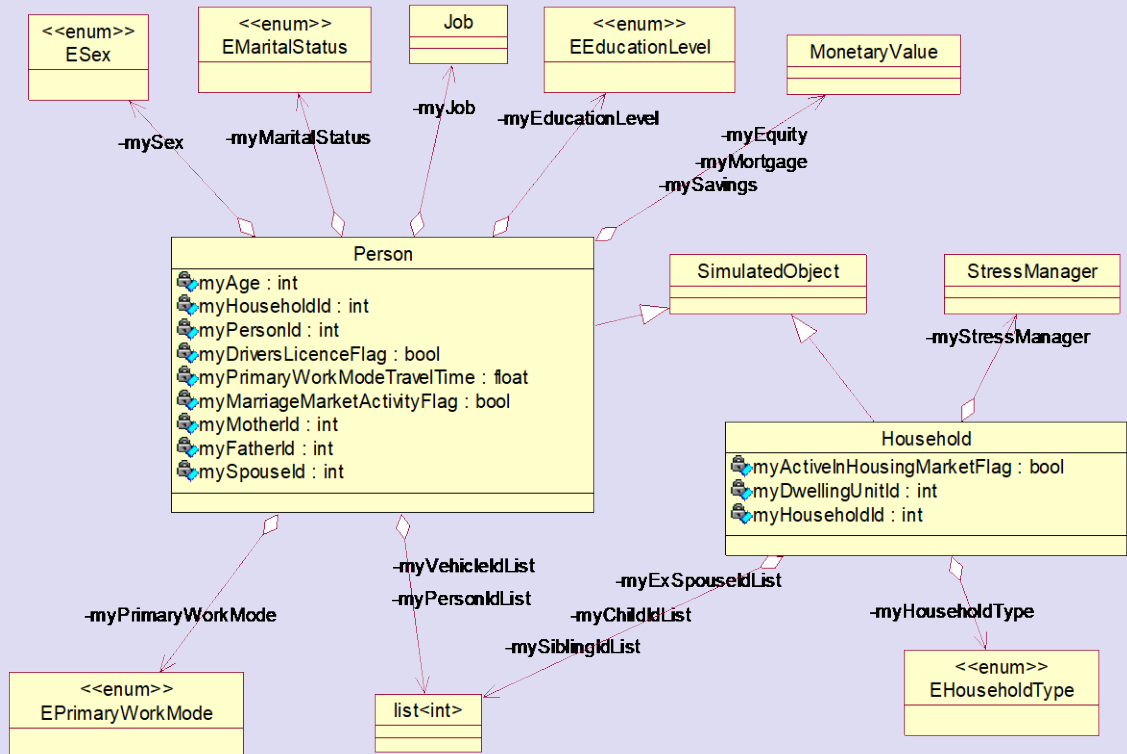 <<enum>>
ESex
<<enum>>
EMaritalStatus
Job
<<enum>>
EEducationLevel
MonetaryValue
-mySex
-myMaritalStatus
-myJob
-myEducationLevel
-myEquity
-myMortgage
-mySavings
Person
myAge : int
myHouseholdId : int
myPersonId : int
myDriversLicenceFlag : bool
myPrimaryWorkModeTravelTime : float
myMarriageMarketActivityFlag : bool
myMotherId : int
myFatherId : int
mySpouseId : int
SimulatedObject
StressManager
-myStressManager
Household
myActiveInHousingMarketFlag : bool
myDwellingUnitId : int
myHouseholdId : int
-myPrimaryWorkMode
-myVehicleIdList
-myPersonIdList
-myExSpouseIdList
-myChildIdList
-mySiblingIdList
-myHouseholdType
<<enum>>
EPrimaryWorkMode
list<int>
<<enum>>
EHouseholdType